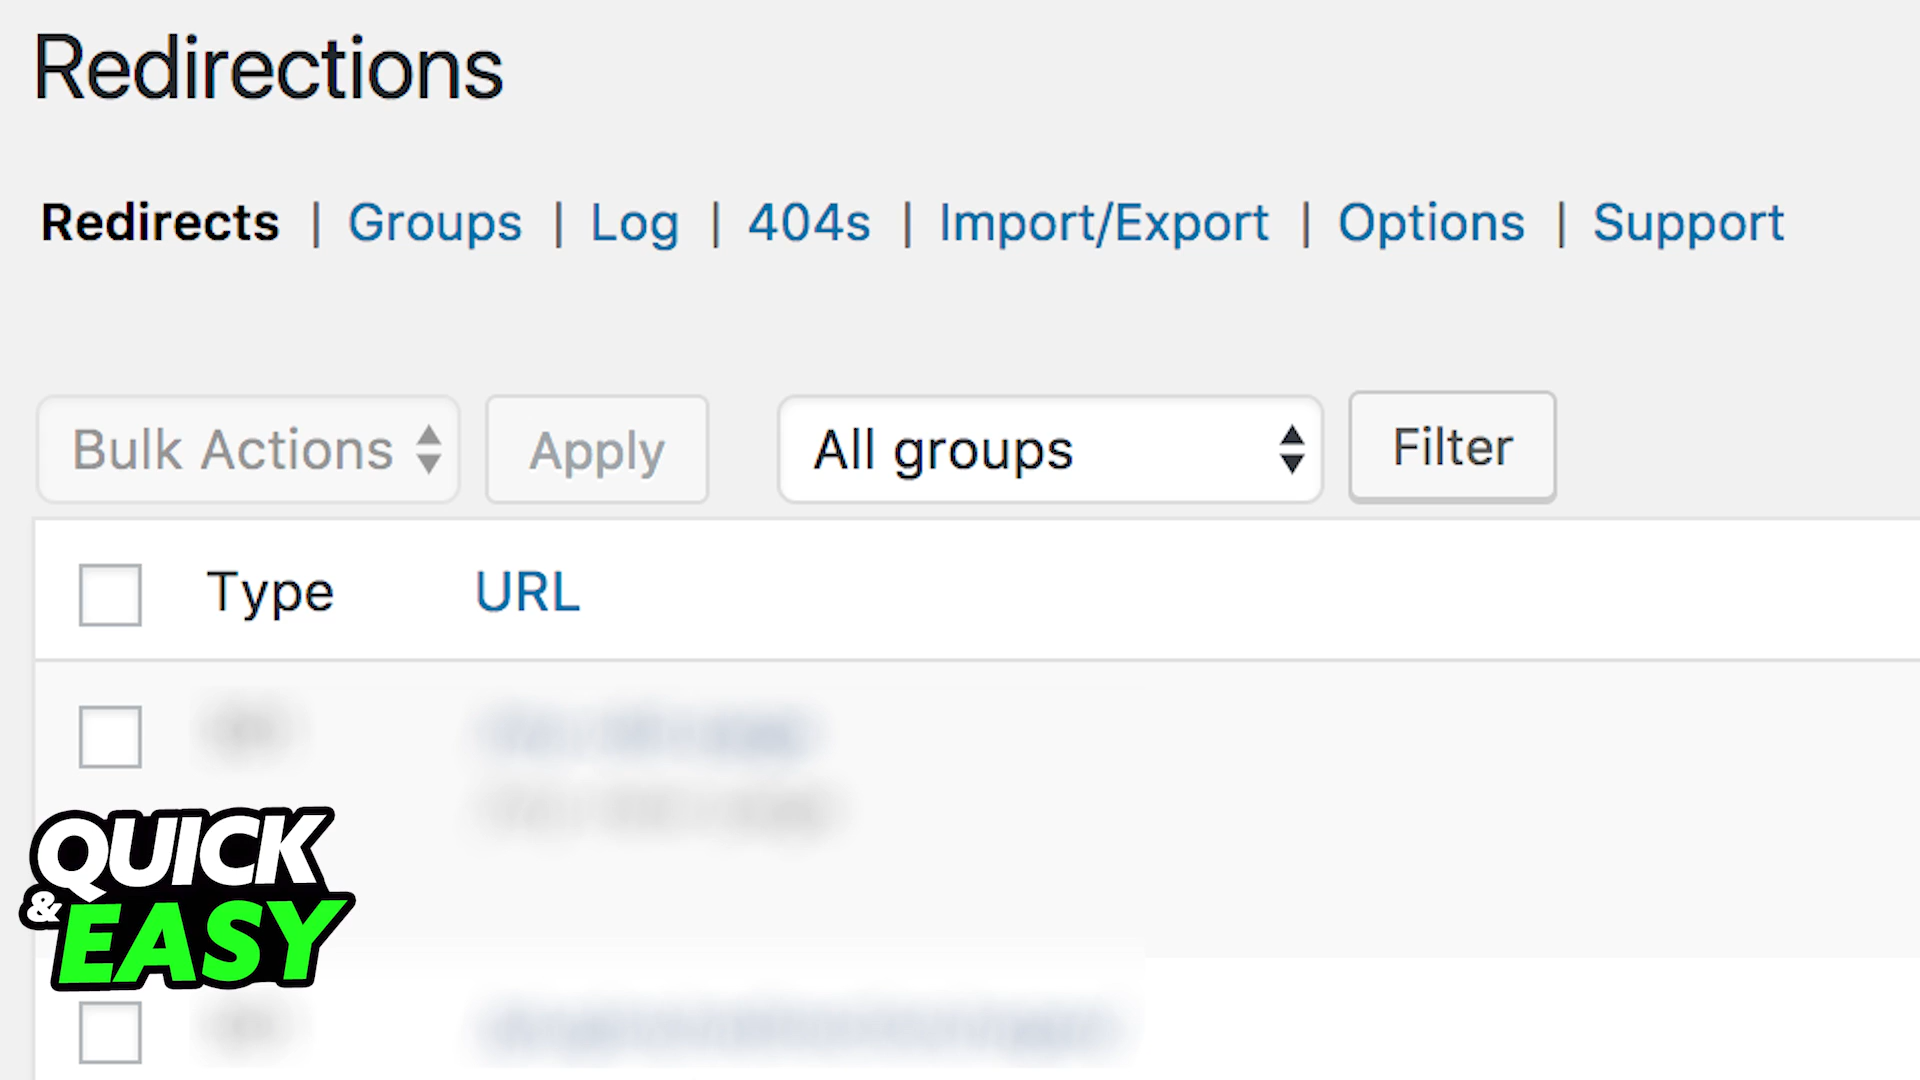 Redirections
Redirects | Groups | Log | 404s | Import/Export | Options | Support
Bulk Actions Apply All groups Filter
Type URL
QUICK
& EASY